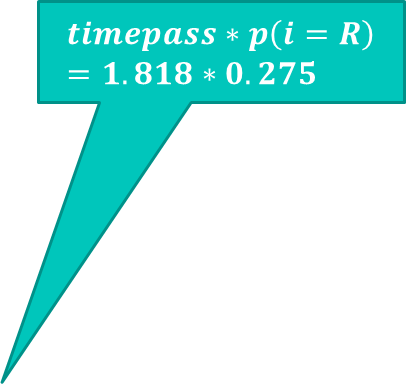 timepass ∗ p(i = R)
= 1.818 ∗ 0.275